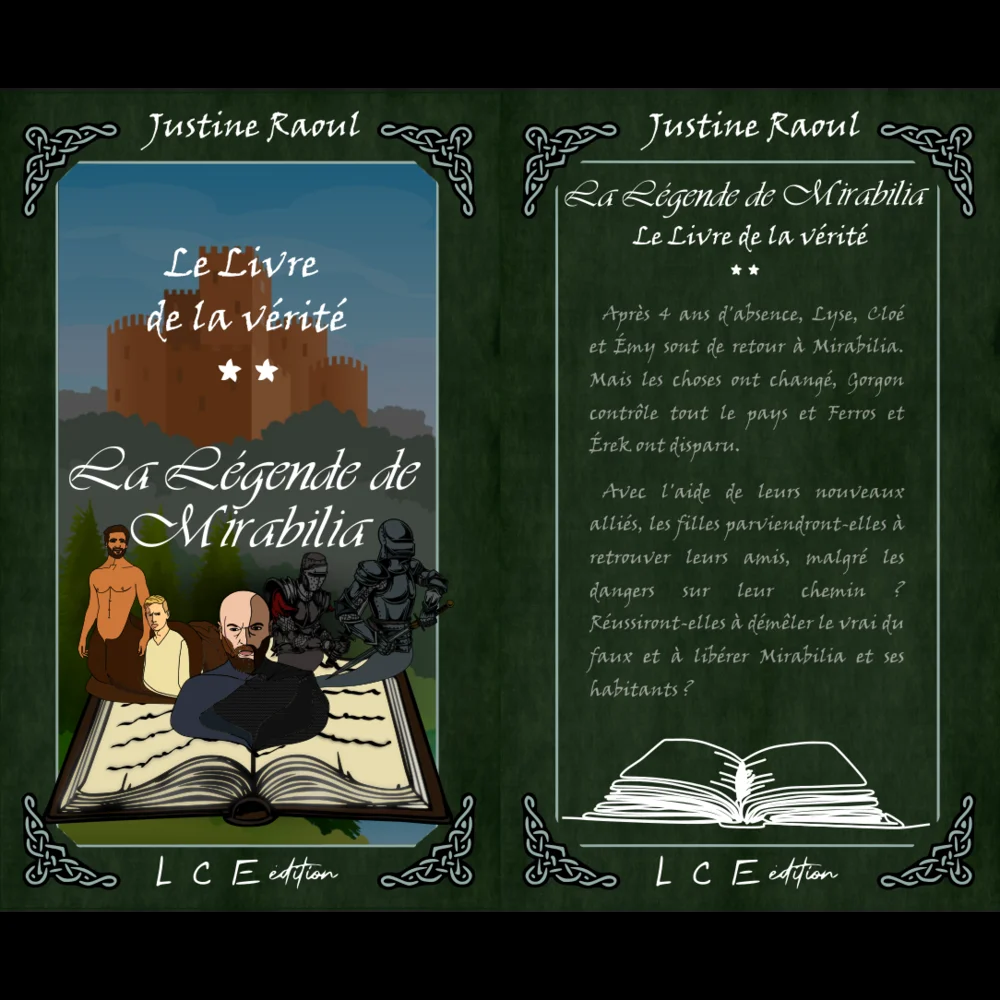 Justine Raoul
Le Livre
de la vérité
La Légende de
Mirabilia
L C E édition
Justine Raoul
La Légende de Mirabilia
Le Livre de la vérité
Après 4 ans d'absence, Lyse, Cloé
et Émy sont de retour à Mirabilia.
Mais les choses ont changé, Gorgon
contrôle tout le pays et Ferros et
Érek ont disparu.
Avec l'aide de leurs nouveaux
alliés, les filles parviendront-elles à
retrouver leurs amis, malgré les
dangers sur leur chemin ?
Réussiront-elles à démêler le vrai du
faux et à libérer Mirabilia et ses
habitants ?
L C E édition